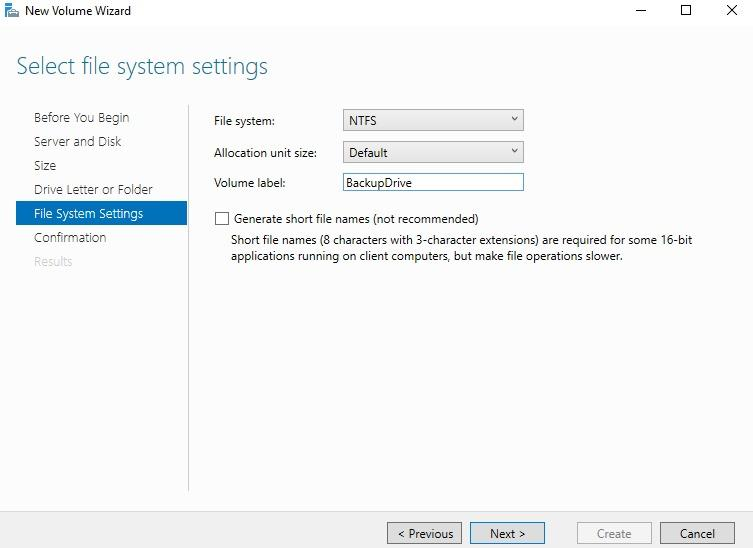 New Volume Wizard
Select file system settings
Before You Begin
Server and Disk
Size
Drive Letter or Folder
File System Settings
Confirmation
Results
File system:
NTFS
Allocation unit size:
Default
Volume label:
BackupDrive
Generate short file names (not recommended)
Short file names (8 characters with 3-character extensions) are required for some 16-bit
applications running on client computers, but make file operations slower.
< Previous
Next >
Create
Cancel